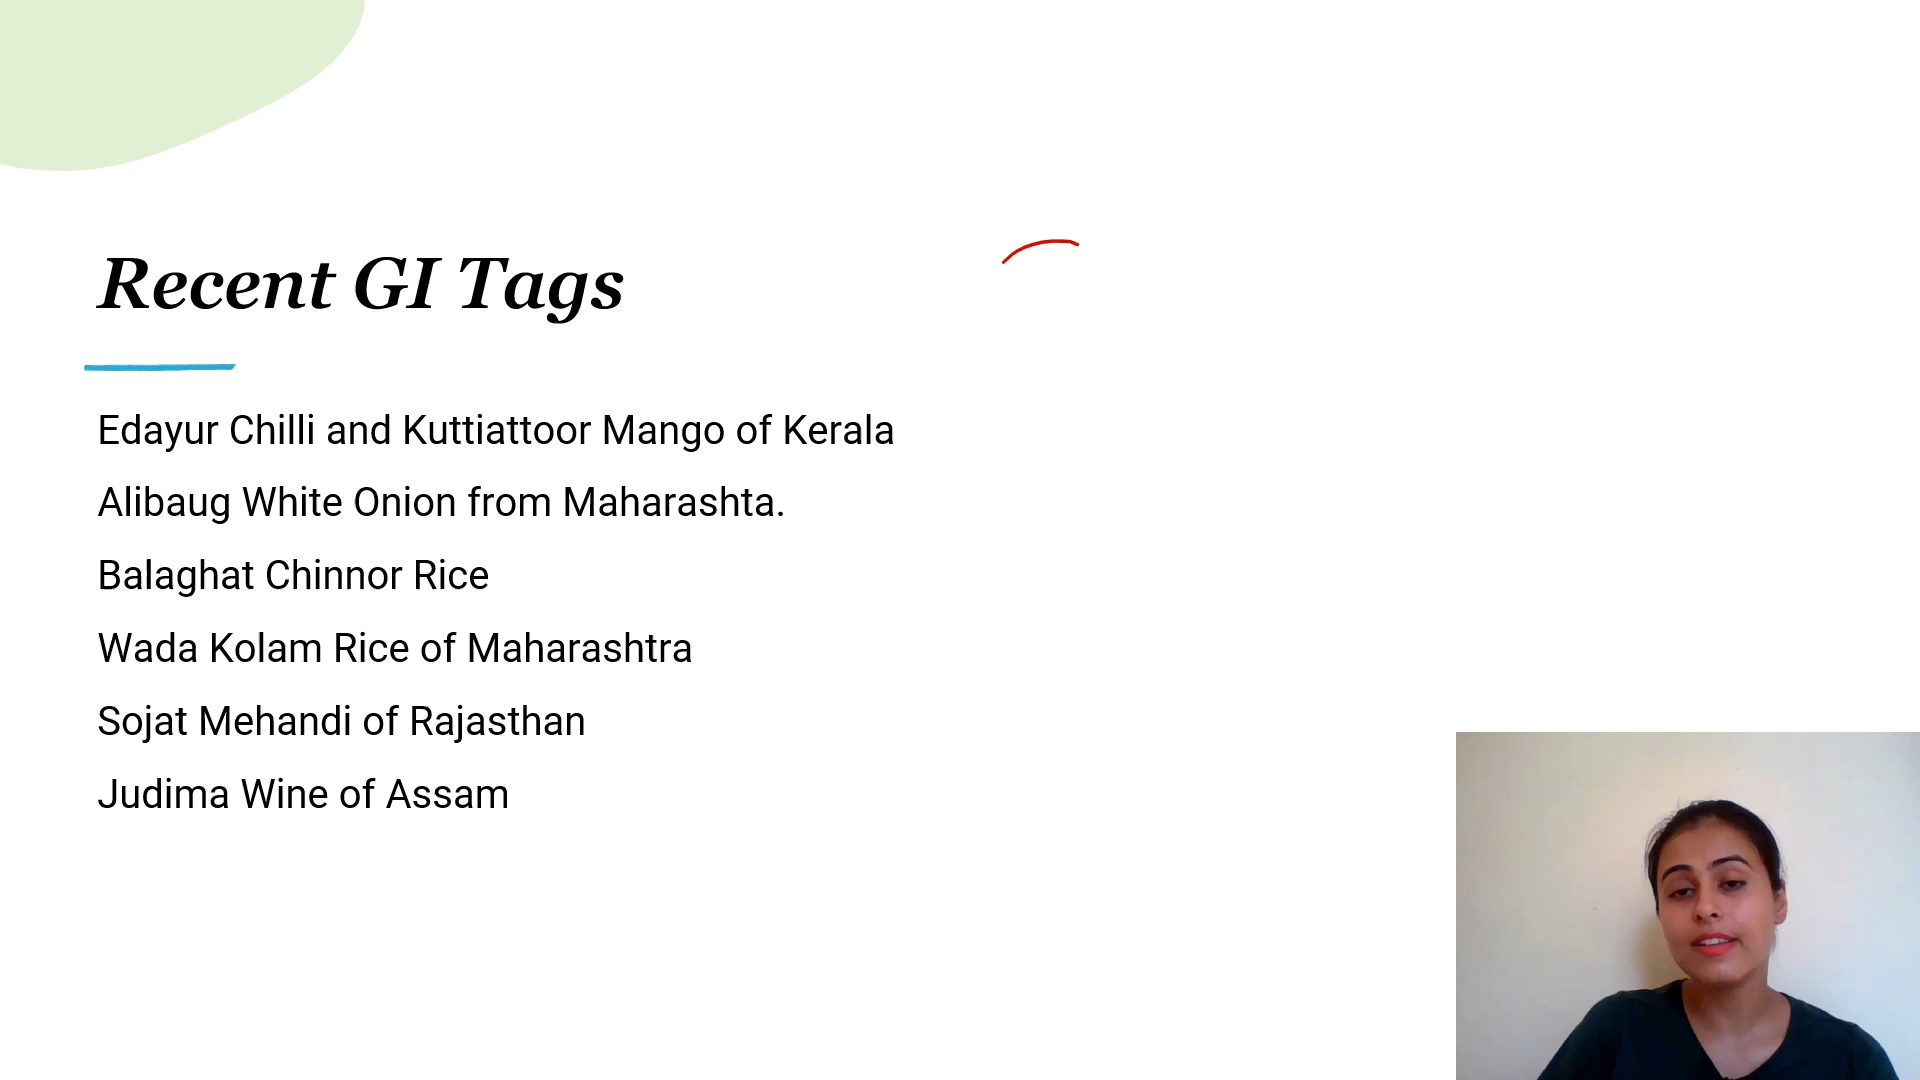 Recent GI Tags
Edayur Chilli and Kuttiattoor Mango of Kerala
Alibaug White Onion from Maharashta.
Balaghat Chinnor Rice
Wada Kolam Rice of Maharashtra
Sojat Mehandi of Rajasthan
Judima Wine of Assam